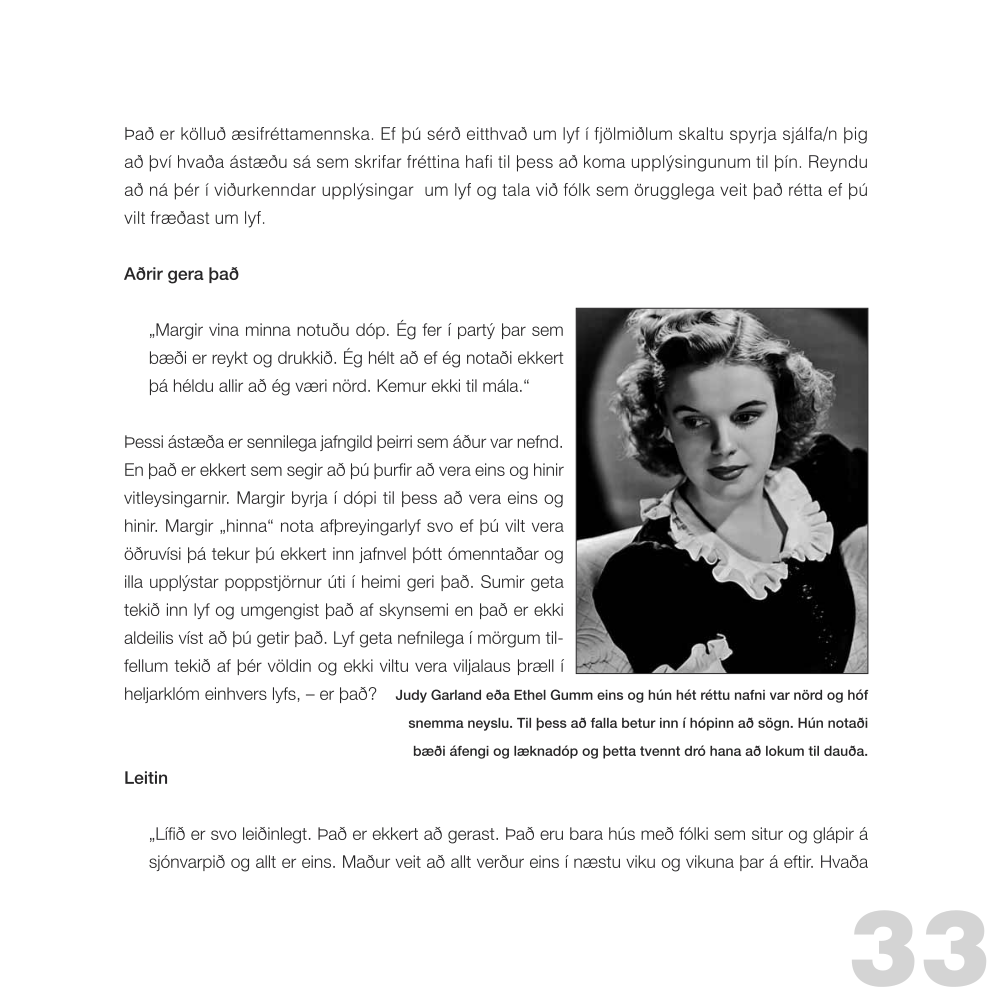 Það er kölluð æsifréttamennska. Ef þú sérð eitthvað um lyf í fjölmiðlum skaltu spyrja sjálfa/n þig
að því hvaða ástæðu sá sem skrifar fréttina hafi til þess að koma upplýsingunum til þín. Reyndu
að ná þér í viðurkenndar upplýsingar um lyf og tala við fólk sem örugglega veit það rétta ef þú
vilt fræðast um lyf.
Aðrir gera það
„Margir vina minna notuðu dóp. Ég fer í partý þar sem
bæði er reykt og drukkið. Ég hélt að ef ég notaði ekkert
þá héldu allir að ég væri nörd. Kemur ekki til mála.“
Þessi ástæða er sennilega jafngild þeirri sem áður var nefnd.
En það er ekkert sem segir að þú þurfir að vera eins og hinir
vitleysingarnir. Margir byrja í dópi til þess að vera eins og
hinir. Margir „hinna“ nota afþreyingarlyf svo ef þú vilt vera
öðruvísi þá tekur þú ekkert inn jafnvel þótt ómenntaðar og
illa upplýstar poppstjörnur úti í heimi geri það. Sumir geta
tekið inn lyf og umgengist það af skynsemi en það er ekki
aldeilis víst að þú getir það. Lyf geta nefnilega í mörgum til-
fellum tekið af þér völdin og ekki viltu vera viljalaus þræll í
heljarklóm einhvers lyfs, – er það?
Judy Garland eða Ethel Gumm eins og hún hét réttu nafni var nörd og hóf
snemma neyslu. Til þess að falla betur inn í hópinn að sögn. Hún notaði
bæði áfengi og læknadóp og þetta tvennt dró hana að lokum til dauða.
Leitin
„Lífið er svo leiðinlegt. Það er ekkert að gerast. Það eru bara hús með fólki sem situr og glápir á
sjónvarpið og allt er eins. Maður veit að allt verður eins í næstu viku og vikuna þar á eftir. Hvaða
33